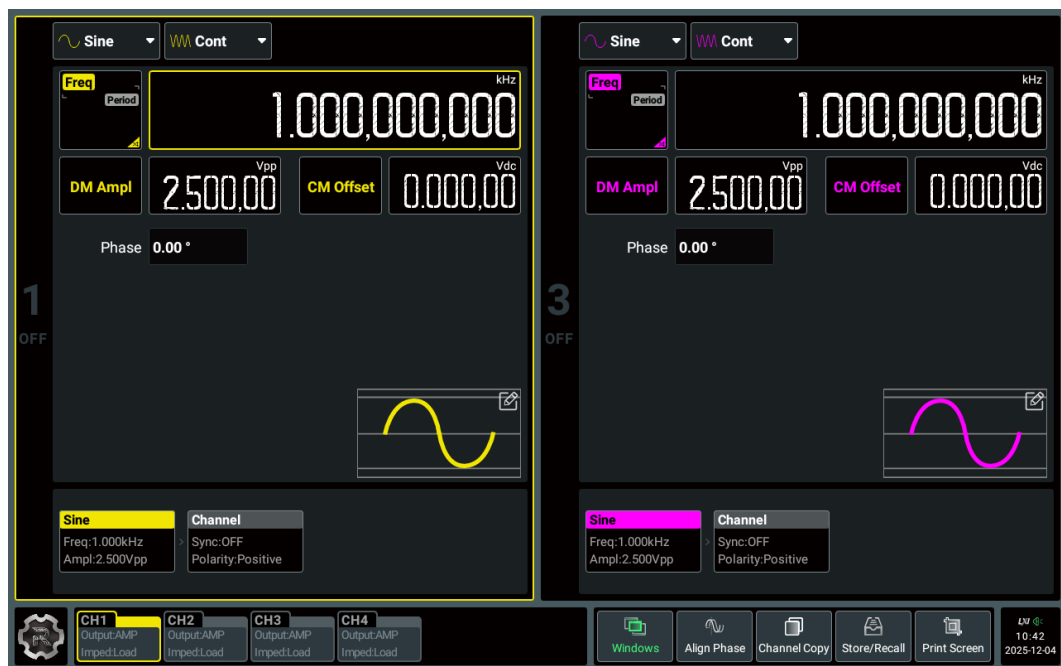 Sine
Cont
Freq
Period
kHz
1.000,000,000
DM Ampl
Vpp
2.500,00
CM Offset
Vdc
0.000,00
Phase
0.00 °
1
OFF
Sine
Freq:1.000kHz
Ampl:2.500Vpp
>
Channel
Sync:OFF
Polarity:Positive
Sine
Cont
Freq
Period
kHz
1.000,000,000
DM Ampl
Vpp
2.500,00
CM Offset
Vdc
0.000,00
Phase
0.00 °
3
OFF
Sine
Freq:1.000kHz
Ampl:2.500Vpp
>
Channel
Sync:OFF
Polarity:Positive
CH1
Output:AMP
Imped:Load
CH2
Output:AMP
Imped:Load
CH3
Output:AMP
Imped:Load
CH4
Output:AMP
Imped:Load
Windows
Align Phase
Channel Copy
Store/Recall
Print Screen
LXI
10:42
2025-12-04